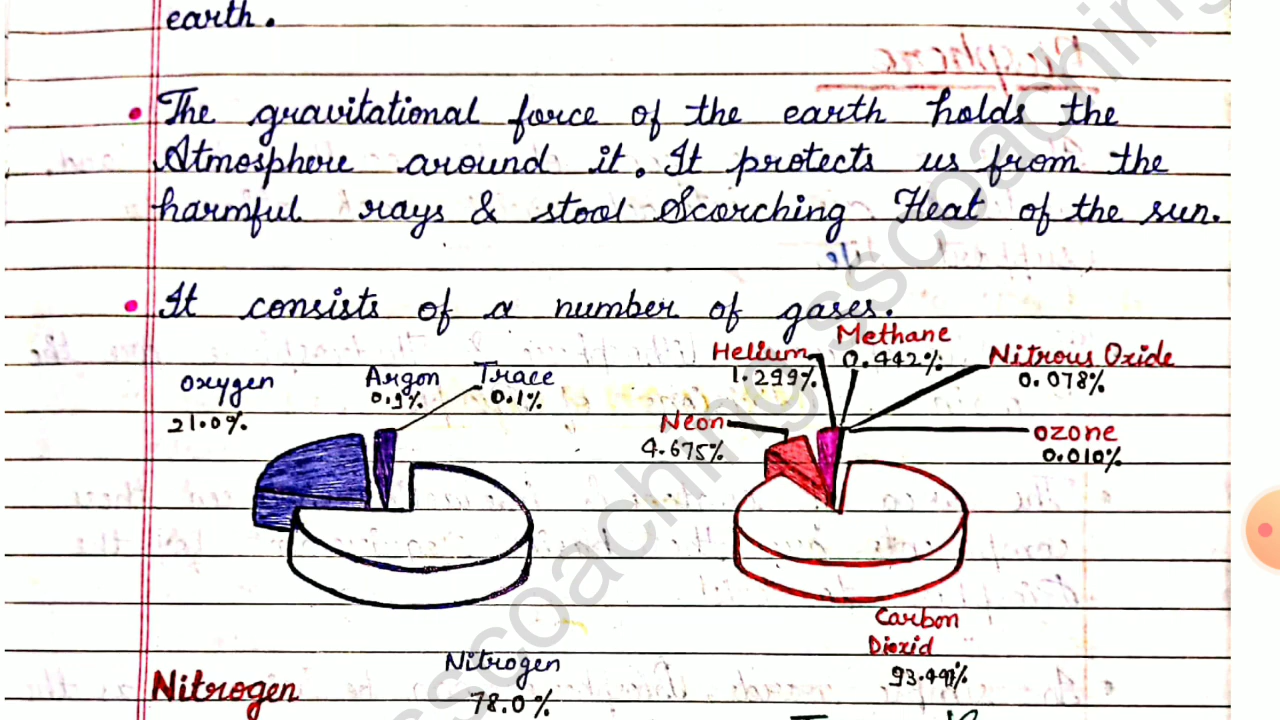 earth.
• The gravitational force of the earth holds the
Atmosphere around it. It protects us from the
harmful rays & stool Scorching Heat of the sun.
• It consists of a number of gases.
Oxygen
21.0%
Argon
0.9%
Trace
0.1%
Nitrogen
78.0%
Neon
4.675%
Helium
1.299%
Methane
0.442%
Nitrous Oxide
0.078%
Ozone
0.010%
Carbon
Dioxid
Nitrogen
sscoaching
sscoaching